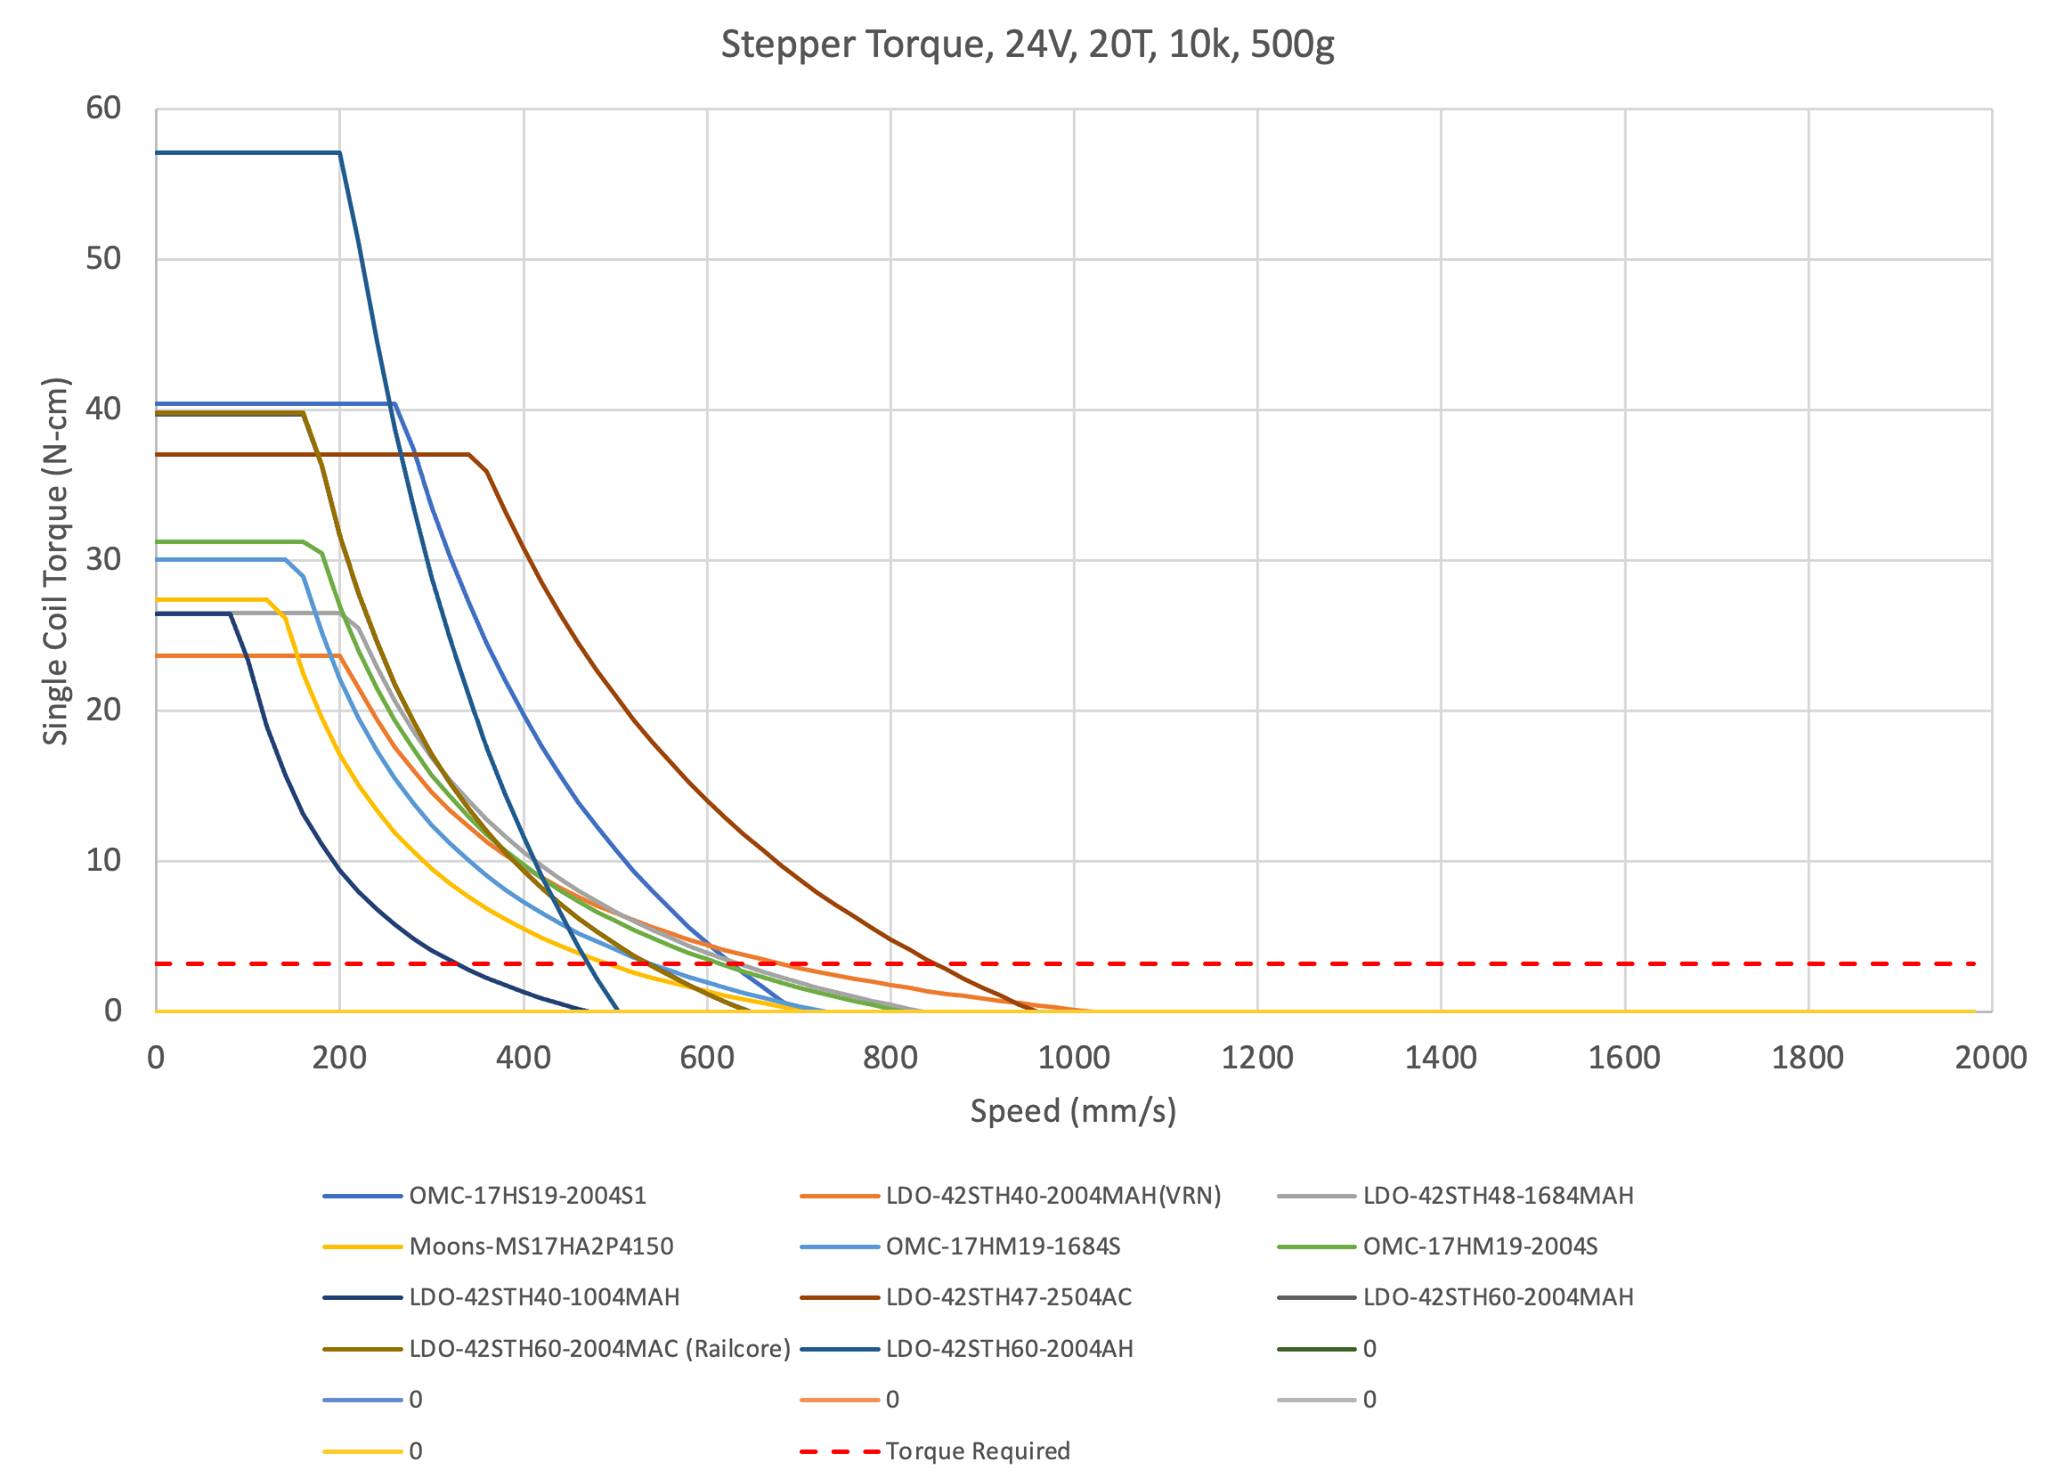 Stepper Torque, 24V, 20T, 10k, 500g
60
50
40
30
20
10
0
Single Coil Torque (N-cm)
0 200 400 600 800 1000 1200 1400 1600 1800 2000
Speed (mm/s)
OMC-17HS19-2004S1 LDO-42STH40-2004MAH(VRN) LDO-42STH48-1684MAH
Moons-MS17HA2P4150 OMC-17HM19-1684S OMC-17HM19-2004S
LDO-42STH40-1004MAH LDO-42STH47-2504AC LDO-42STH60-2004MAH
LDO-42STH60-2004MAC (Railcore) LDO-42STH60-2004AH 0
0 0 0
0 Torque Required